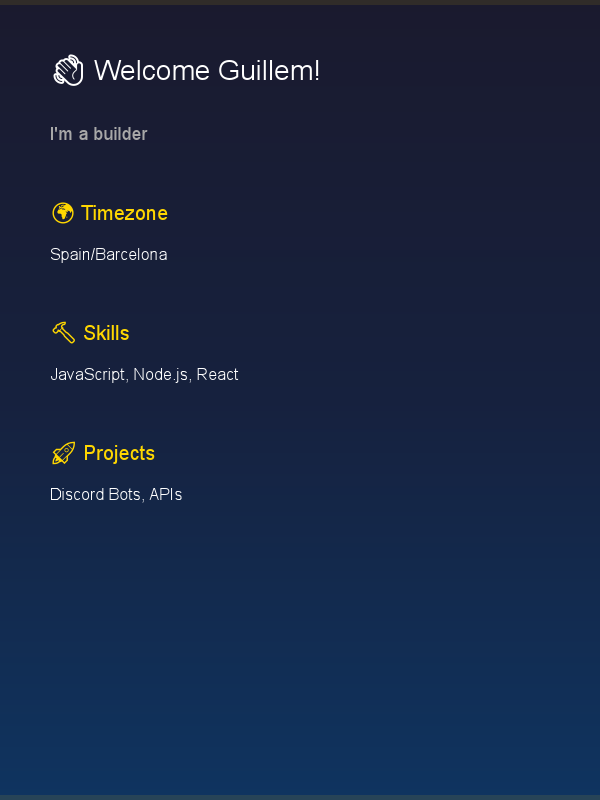 👋 Welcome Guillem!
I'm a builder
🌍 Timezone
Spain/Barcelona
🔨 Skills
JavaScript, Node.js, React
🚀 Projects
Discord Bots, APIs